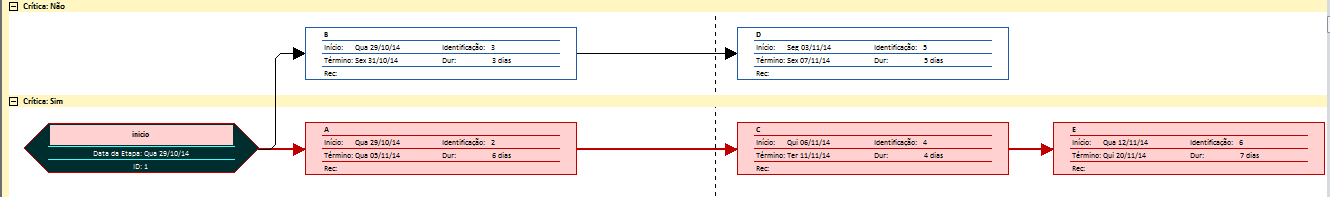 Crítica: Não
B
Início: Qua 29/10/14 Identificação: 3
Término: Sex 31/10/14 Dur: 3 dias
Rec:
D
Início: Seg 03/11/14 Identificação: 5
Término: Sex 07/11/14 Dur: 5 dias
Rec:
Crítica: Sim
inicio
Data da Etapa: Qua 29/10/14
ID: 1
A
Início: Qua 29/10/14 Identificação: 2
Término: Qua 05/11/14 Dur: 6 dias
Rec:
C
Início: Qui 06/11/14 Identificação: 4
Término: Ter 11/11/14 Dur: 4 dias
Rec:
E
Início: Qua 12/11/14 Identificação: 6
Término: Qui 20/11/14 Dur: 7 dias
Rec: